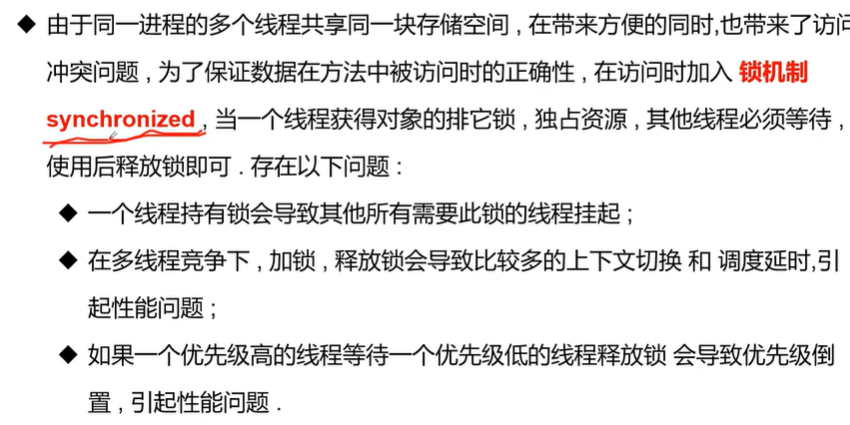 由于同一进程的多个线程共享同一块存储空间 , 在带来方便的同时,也带来了访问
冲突问题 , 为了保证数据在方法中被访问时的正确性 , 在访问时加入 锁机制
synchronized , 当一个线程获得对象的排它锁 , 独占资源 , 其他线程必须等待 ,
使用后释放锁即可 . 存在以下问题 :
一个线程持有锁会导致其他所有需要此锁的线程挂起 ;
在多线程竞争下 , 加锁 , 释放锁会导致比较多的上下文切换 和 调度延时,引
起性能问题 ;
如果一个优先级高的线程等待一个优先级低的线程释放锁 会导致优先级倒
置 , 引起性能问题 .